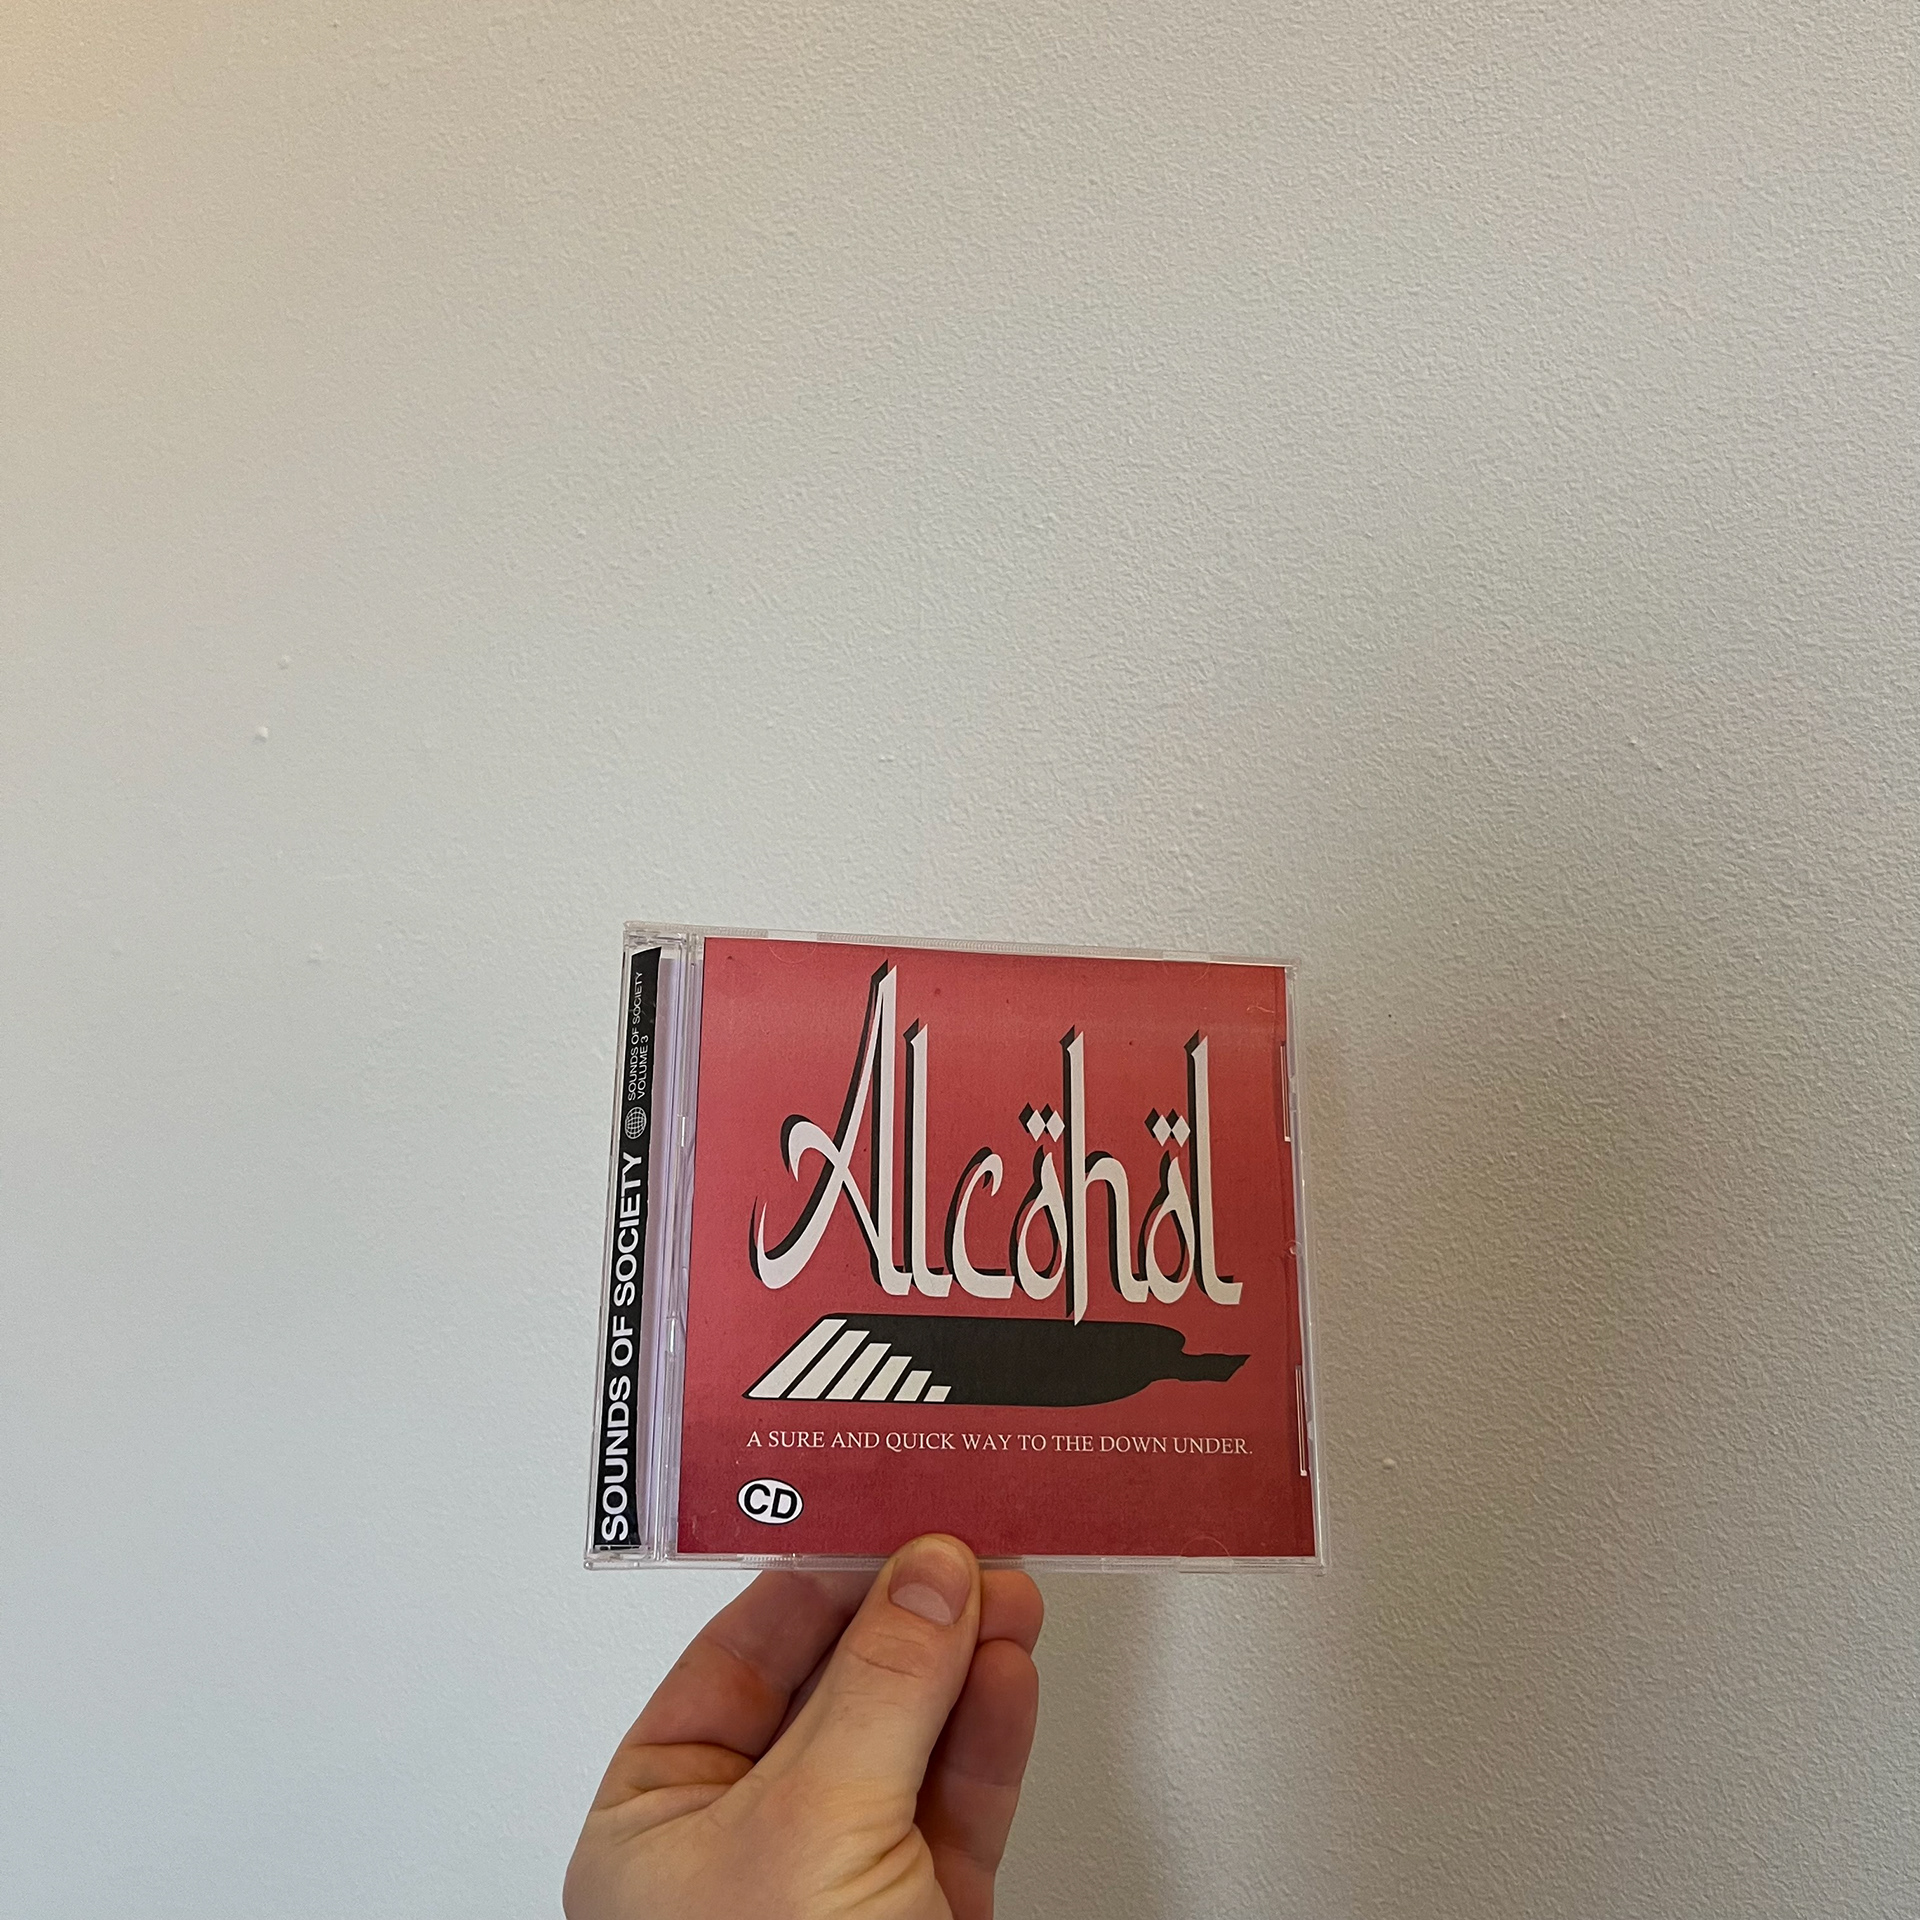 SOUNDS OF SOCIETY
SOUNDS OF SOCIETY
VOLUME 3
Alcöhöl
A SURE AND QUICK WAY TO THE DOWN UNDER.
CD